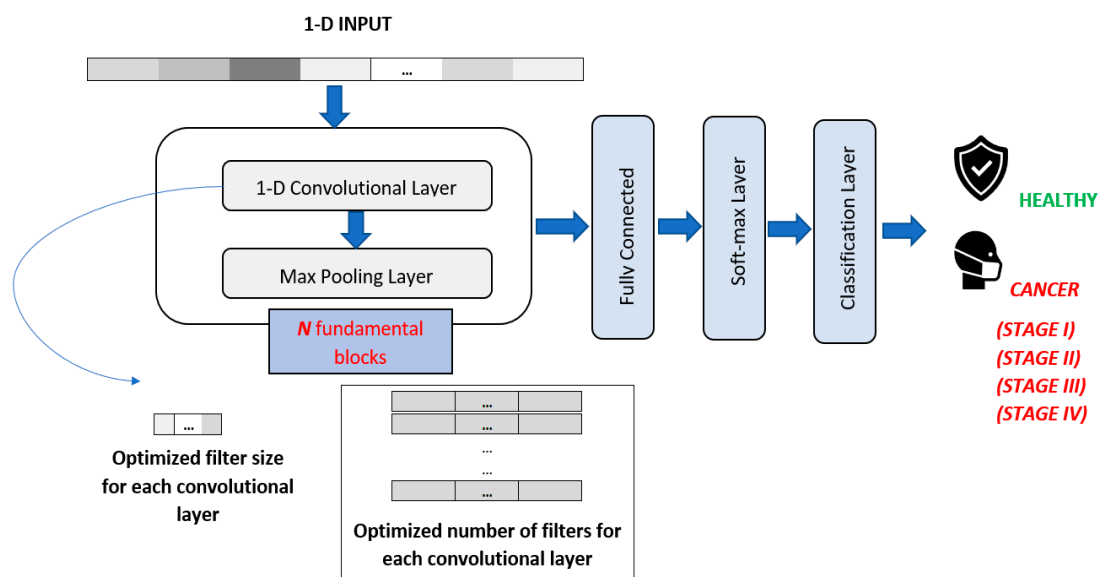 1-D INPUT
...
1-D Convolutional Layer
Max Pooling Layer
N fundamental
blocks
Fully Connected
Soft-max Layer
Classification Layer
HEALTHY
CANCER
(STAGE I)
(STAGE II)
(STAGE III)
(STAGE IV)
...
Optimized filter size
for each convolutional
layer
...
...
...
...
...
Optimized number of filters for
each convolutional layer